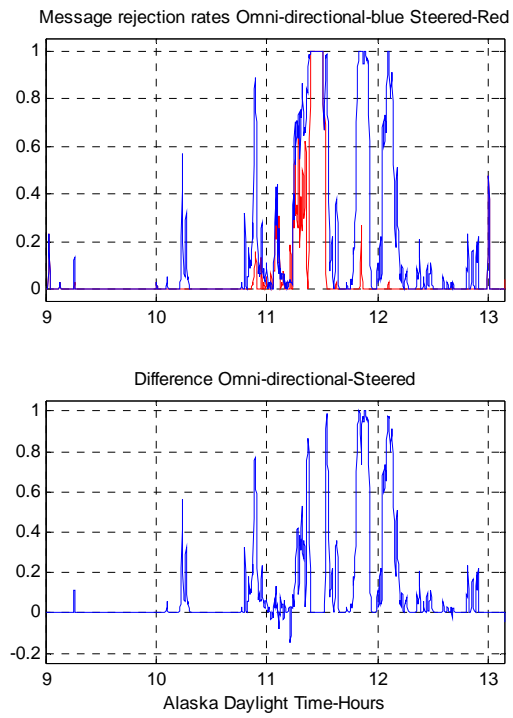 Message rejection rates Omni-directional-blue Steered-Red
1
0.8
0.6
0.4
0.2
0
9 10 11 12 13
Difference Omni-directional-Steered
1
0.8
0.6
0.4
0.2
0
-0.2
9 10 11 12 13
Alaska Daylight Time-Hours